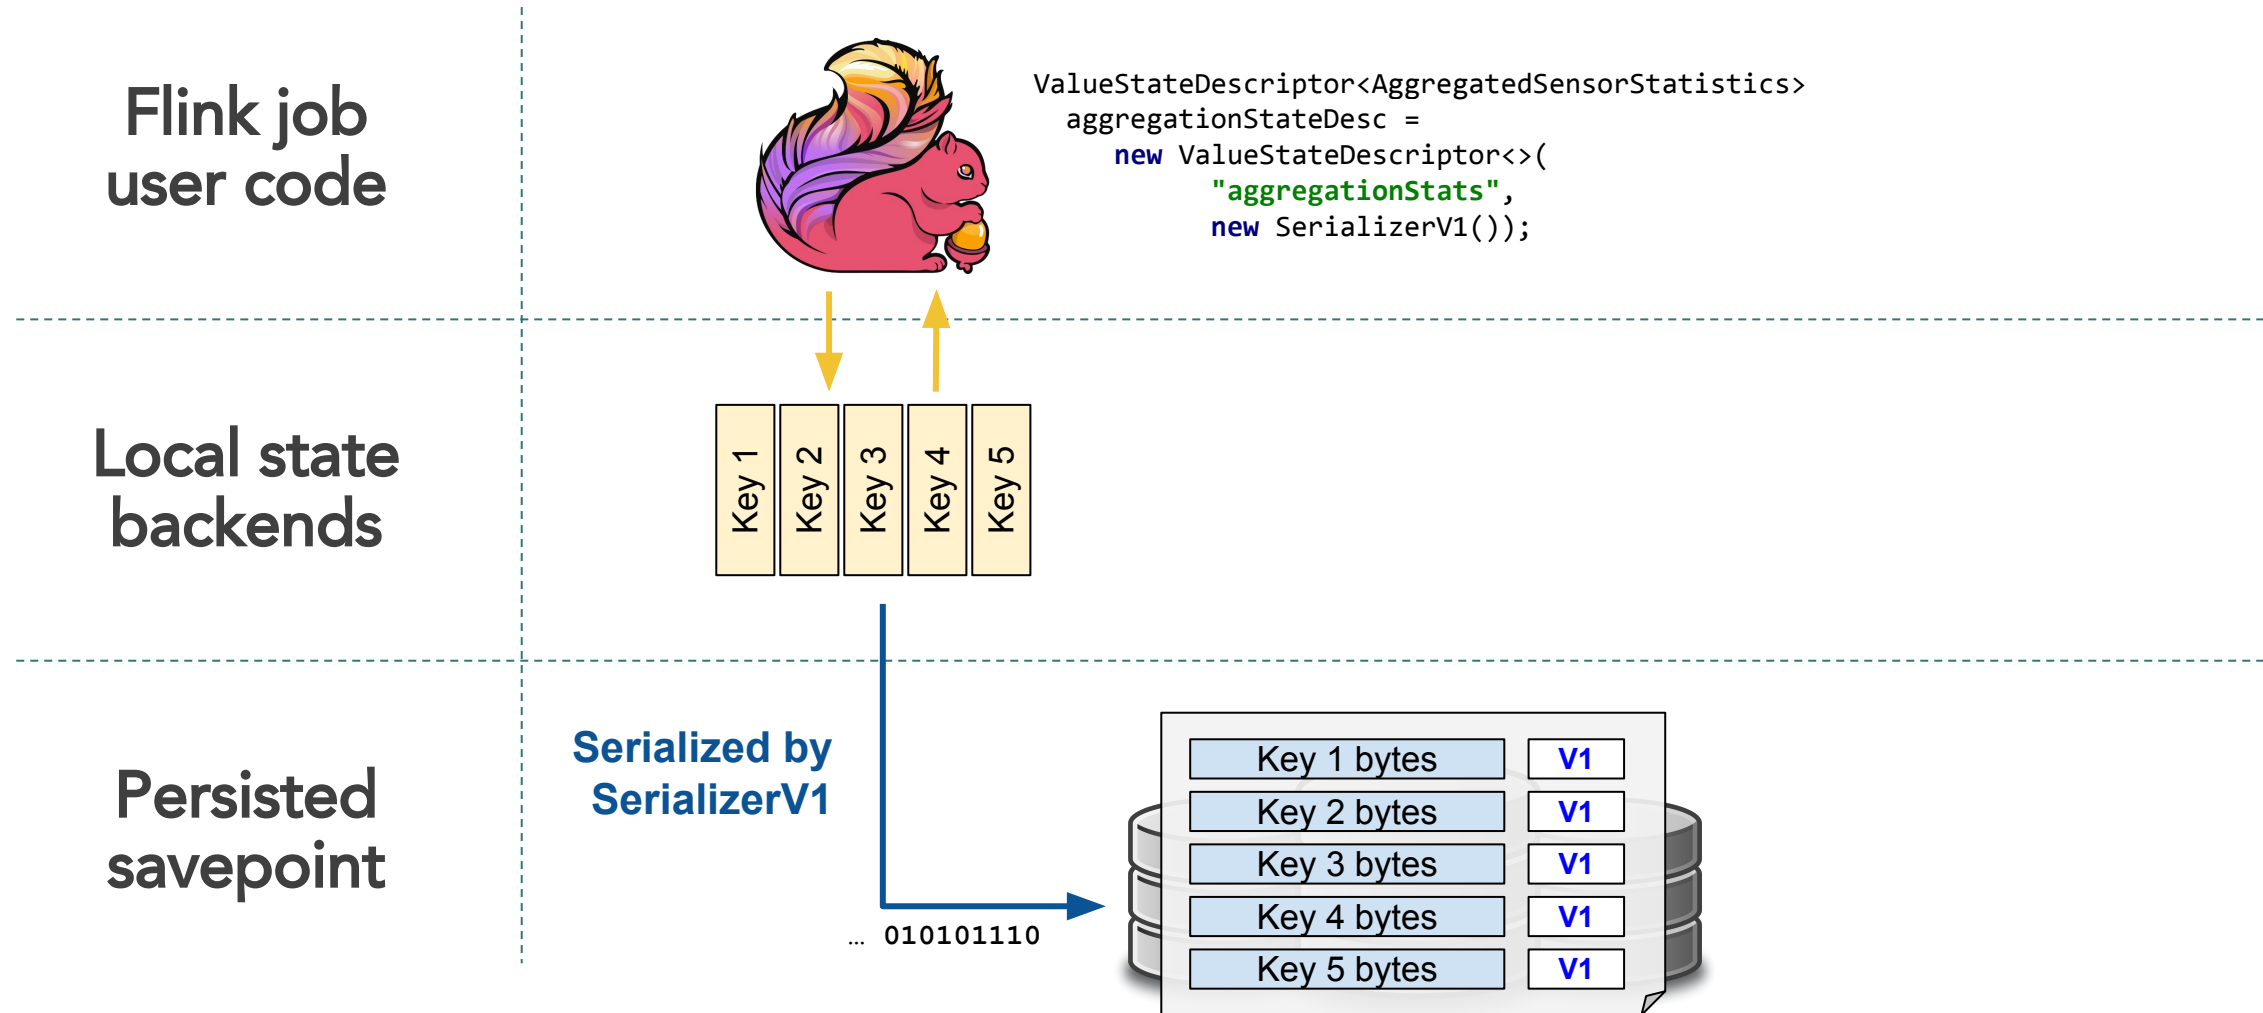 Flink job
user code
ValueStateDescriptor<AggregatedSensorStatistics>
aggregationStateDesc =
new ValueStateDescriptor<>(
"aggregationStats",
new SerializerV1());
Local state
backends
Key 1
Key 2
Key 3
Key 4
Key 5
Persisted
savepoint
Serialized by
SerializerV1
... 010101110
Key 1 bytes V1
Key 2 bytes V1
Key 3 bytes V1
Key 4 bytes V1
Key 5 bytes V1